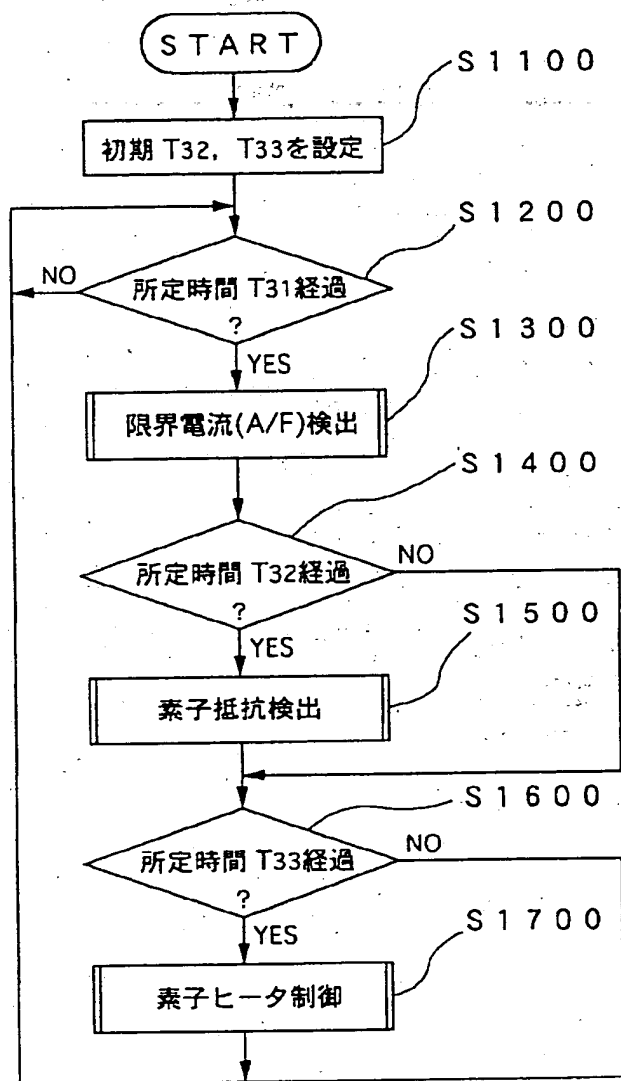 START
S1100
初期 T32, T33を設定
S1200
NO
所定時間 T31経過
?
YES
S1300
限界電流(A/F)検出
S1400
所定時間 T32経過
?
NO
YES
S1500
素子抵抗検出
S1600
所定時間 T33経過
?
NO
YES
S1700
素子ヒータ制御